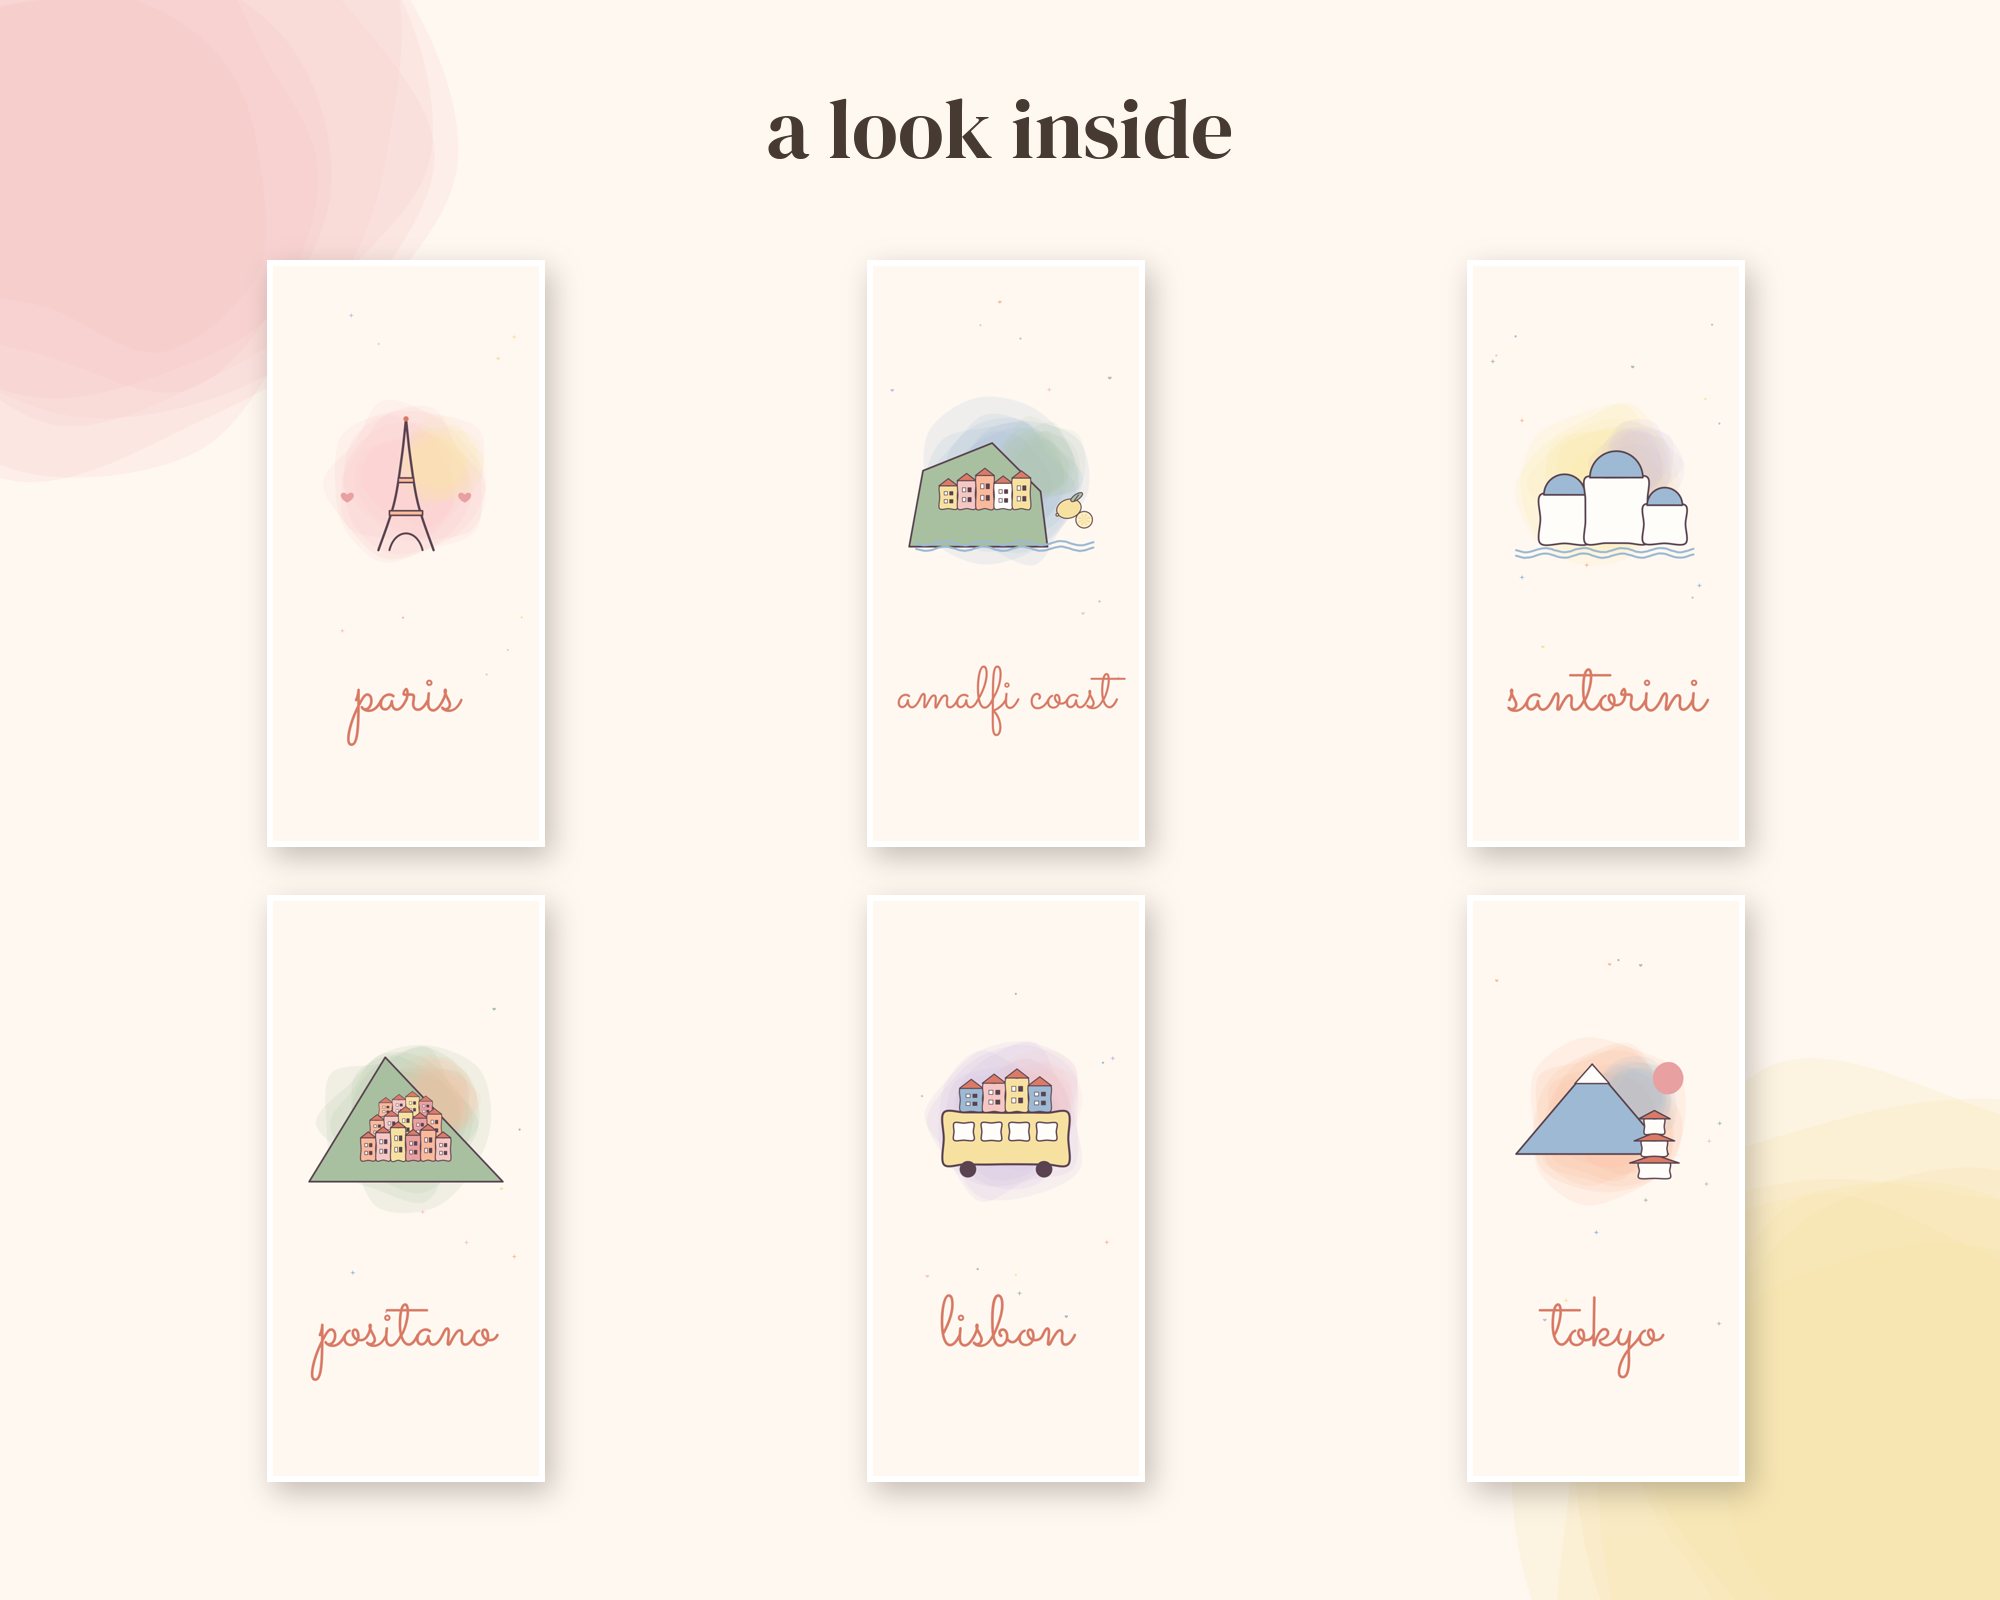 a look inside
paris
amalfi coast
santorini
positano
lisbon
tokyo